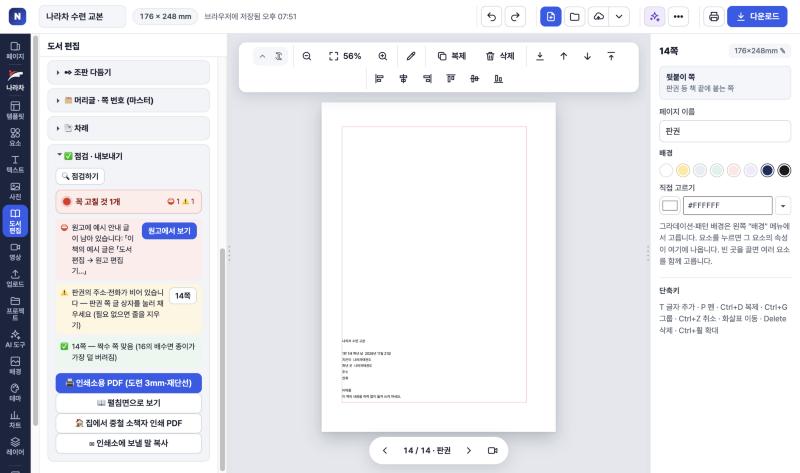 N
나라차 수련 교본
176 × 248 mm
브라우저에 저장됨 오후 07:51
다운로드
페이지
나라차
템플릿
요소
텍스트
사진
도서
편집
영상
업로드
프로젝
트
AI 도구
배경
테마
차트
레이어
도서 편집
조판 다듬기
머리글 · 쪽 번호 (마스터)
차례
점검 · 내보내기
점검하기
꼭 고칠 것 1개
1
1
원고에 예시 안내 글
이 남아 있습니다: 「이
책의 예시 글은 「도서
편집 → 원고 편집
기…」
원고에서 보기
판권의 주소·전화가 비어 있습니
다 — 판권 쪽 글 상자를 눌러 채
우세요 (필요 없으면 줄을 지우
기)
14쪽
14쪽 — 짝수 쪽 맞음 (16의 배수면 종이가
가장 덜 버려짐)
인쇄소용 PDF (도련 3mm·재단선)
펼침면으로 보기
집에서 중철 소책자 인쇄 PDF
인쇄소에 보낼 말 복사
56%
복제
삭제
나라차 수련 교본
14 / 14 · 판권
14쪽
176×248mm
뒷붙이 쪽
판권 등 책 끝에 붙는 쪽
페이지 이름
판권
배경
직접 고르기
#FFFFFF
그라데이션·패턴 배경은 왼쪽 "배경" 메뉴에
서 고릅니다. 요소를 누르면 그 요소의 속성
이 여기에 나옵니다. 빈 곳을 끌면 여러 요소
를 함께 고릅니다.
단축키
T 글자 추가 · P 펜 · Ctrl+D 복제 · Ctrl+G
그룹 · Ctrl+Z 취소 · 화살표 이동 · Delete
삭제 · Ctrl+휠 확대